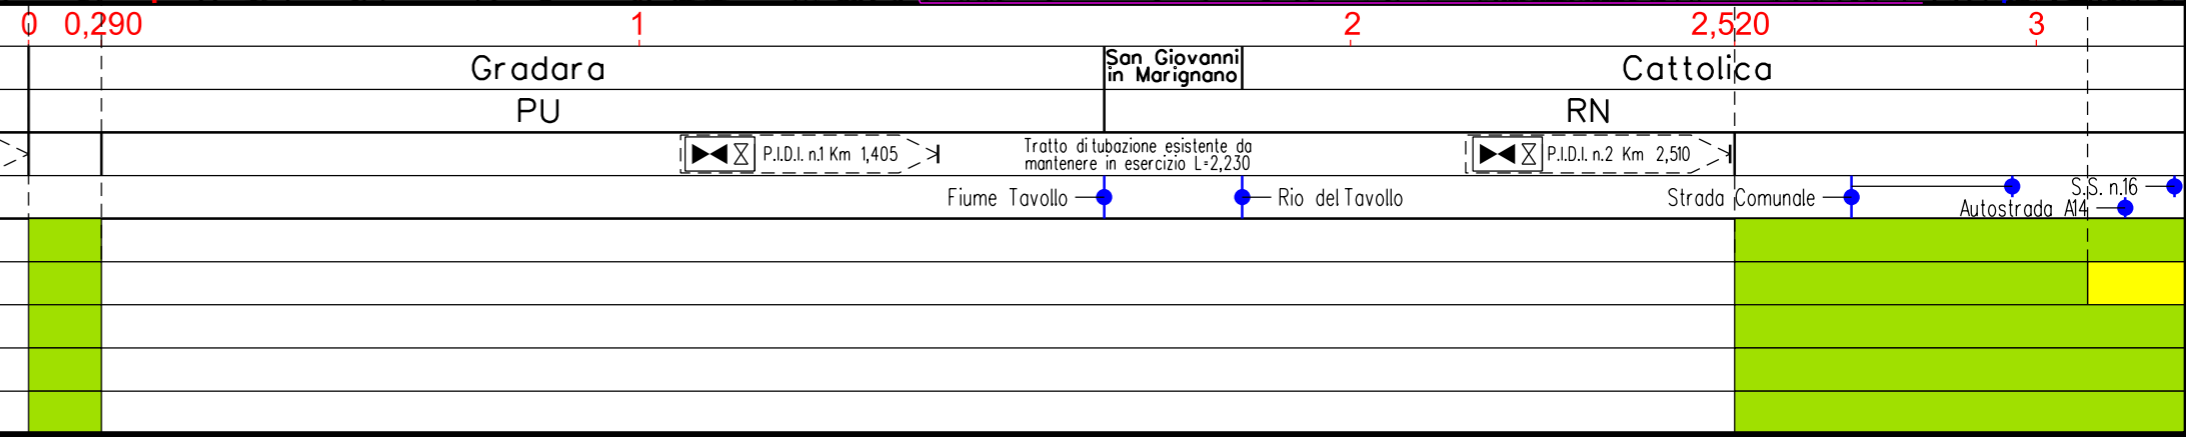 0 0,290 1 2 2,520 3
Gradara San Giovanni Cattolica
in Marignano
PU RN
P.I.D.I. n.1 Km 1,405 Tratto di tubazione esistente da P.I.D.I. n.2 Km 2,510
mantenere in esercizio L=2,230
S.S. n.16
Fiume Tavollo Rio del Tavollo Strada Comunale
Autostrada A14